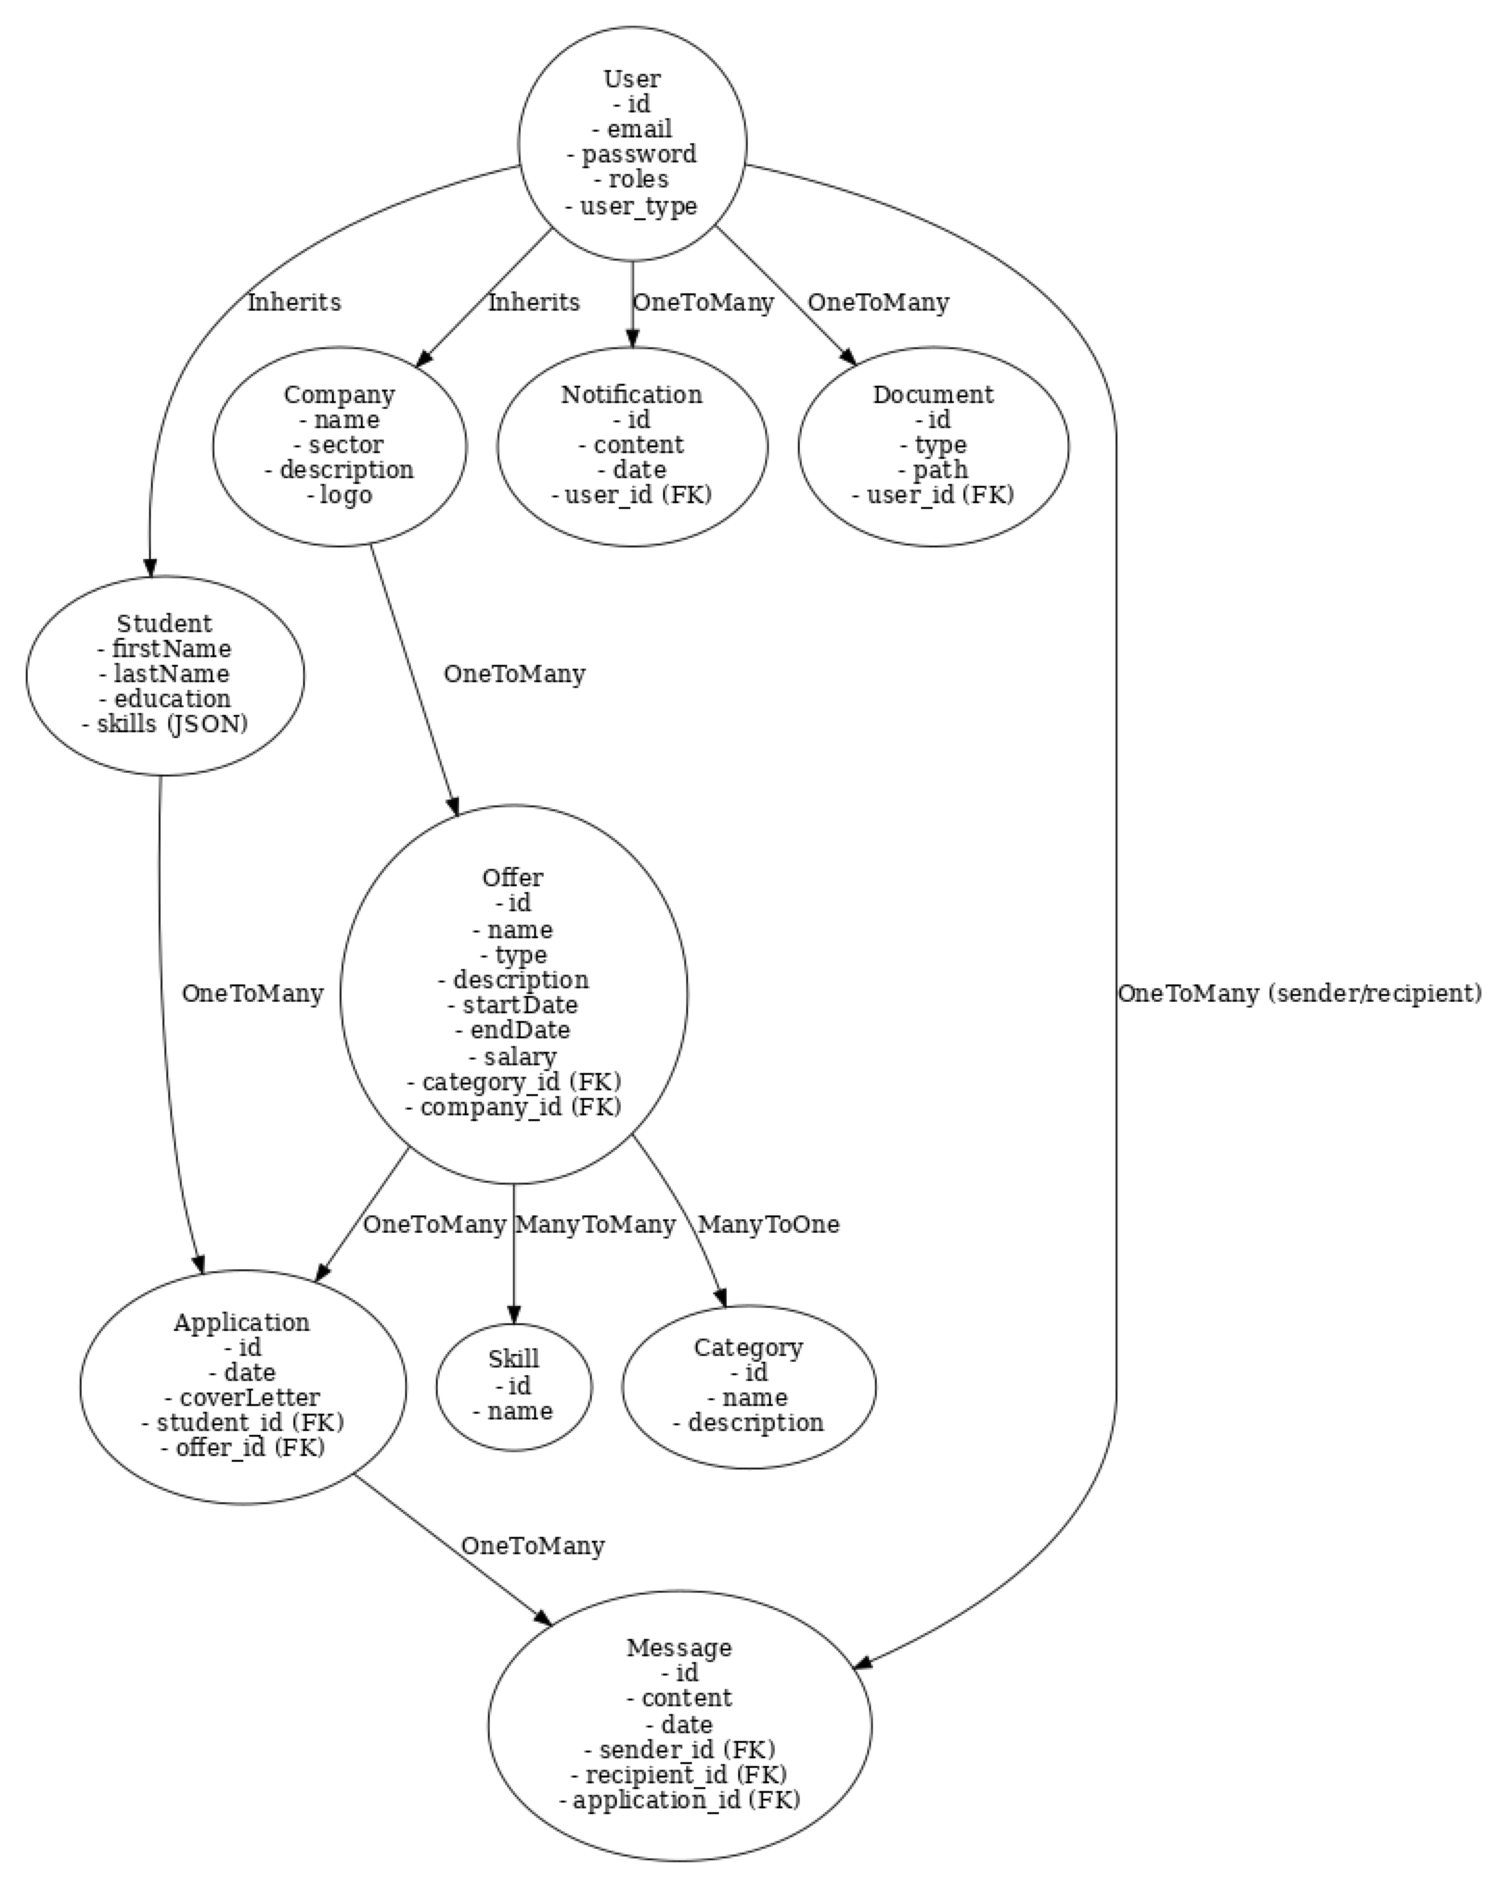 User
- id
- email
- password
- roles
- user_type
Inherits
Inherits
OneToMany
OneToMany
Company
- name
- sector
- description
- logo
Notification
- id
- content
- date
- user_id (FK)
Document
- id
- type
- path
- user_id (FK)
Student
- firstName
- lastName
- education
- skills (JSON)
OneToMany
Offer
- id
- name
- type
- description
- startDate
- endDate
- salary
- category_id (FK)
- company_id (FK)
OneToMany
OneToMany (sender/recipient)
OneToMany
ManyToMany
ManyToOne
Application
- id
- date
- coverLetter
- student_id (FK)
- offer_id (FK)
Skill
- id
- name
Category
- id
- name
- description
OneToMany
Message
- id
- content
- date
- sender_id (FK)
- recipient_id (FK)
- application_id (FK)